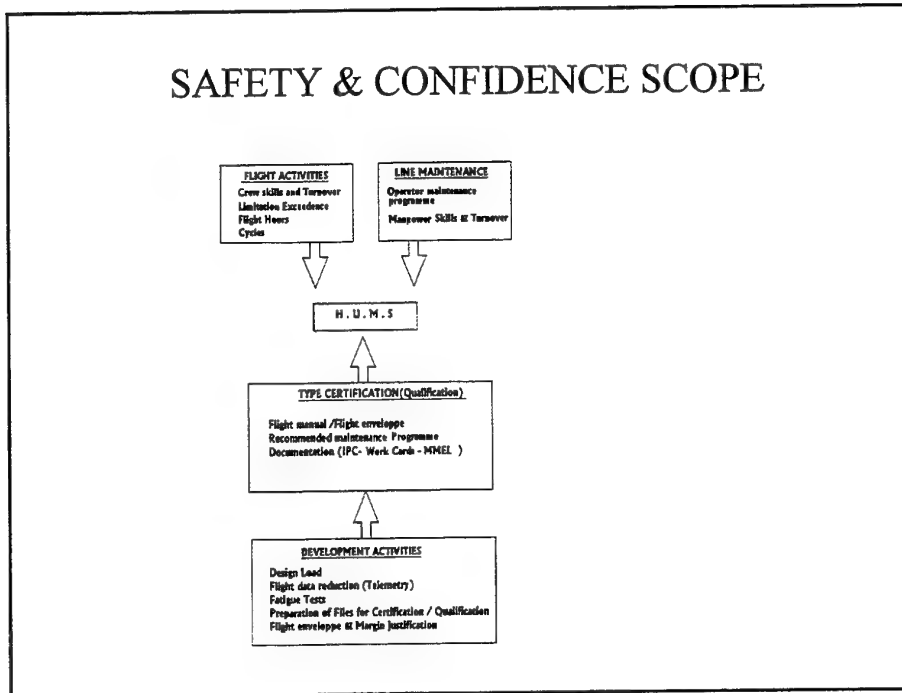 SAFETY & CONFIDENCE SCOPE
FLIGHT ACTIVITIES
Crew skills and Turnover
Limitation Exceedence
Flight Hours
Cycles
LINE MAINTENANCE
Operator maintenance
programme
Manpower Skills & Turnover
H.U.M.S
TYPE CERTIFICATION(Qualification)
Flight manual /Flight enveloppe
Recommended maintenance Programme
Documentation (IPC- Work Cards - MMEL )
DEVELOPMENT ACTIVITIES
Design Load
Flight data reduction (Telemetry)
Fatigue Tests
Preparation of Files for Certification / Qualification
Flight enveloppe & Margin Justification